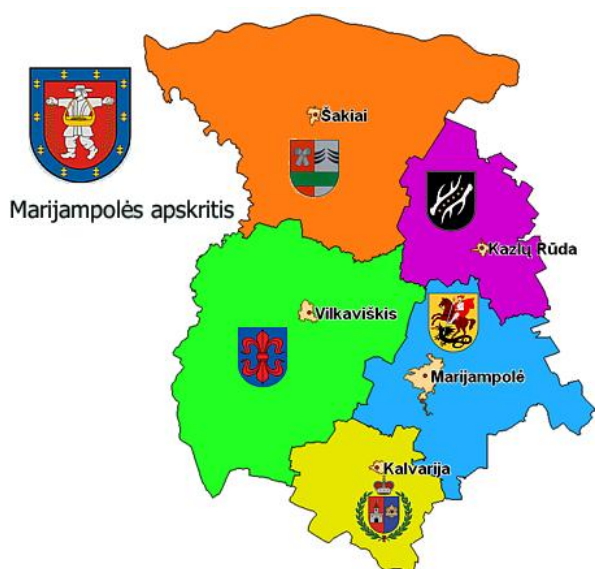 Marijampolės apskritis
Šakiai
Kazlų Rūda
Vilkaviškis
Marijampolė
Kalvarija